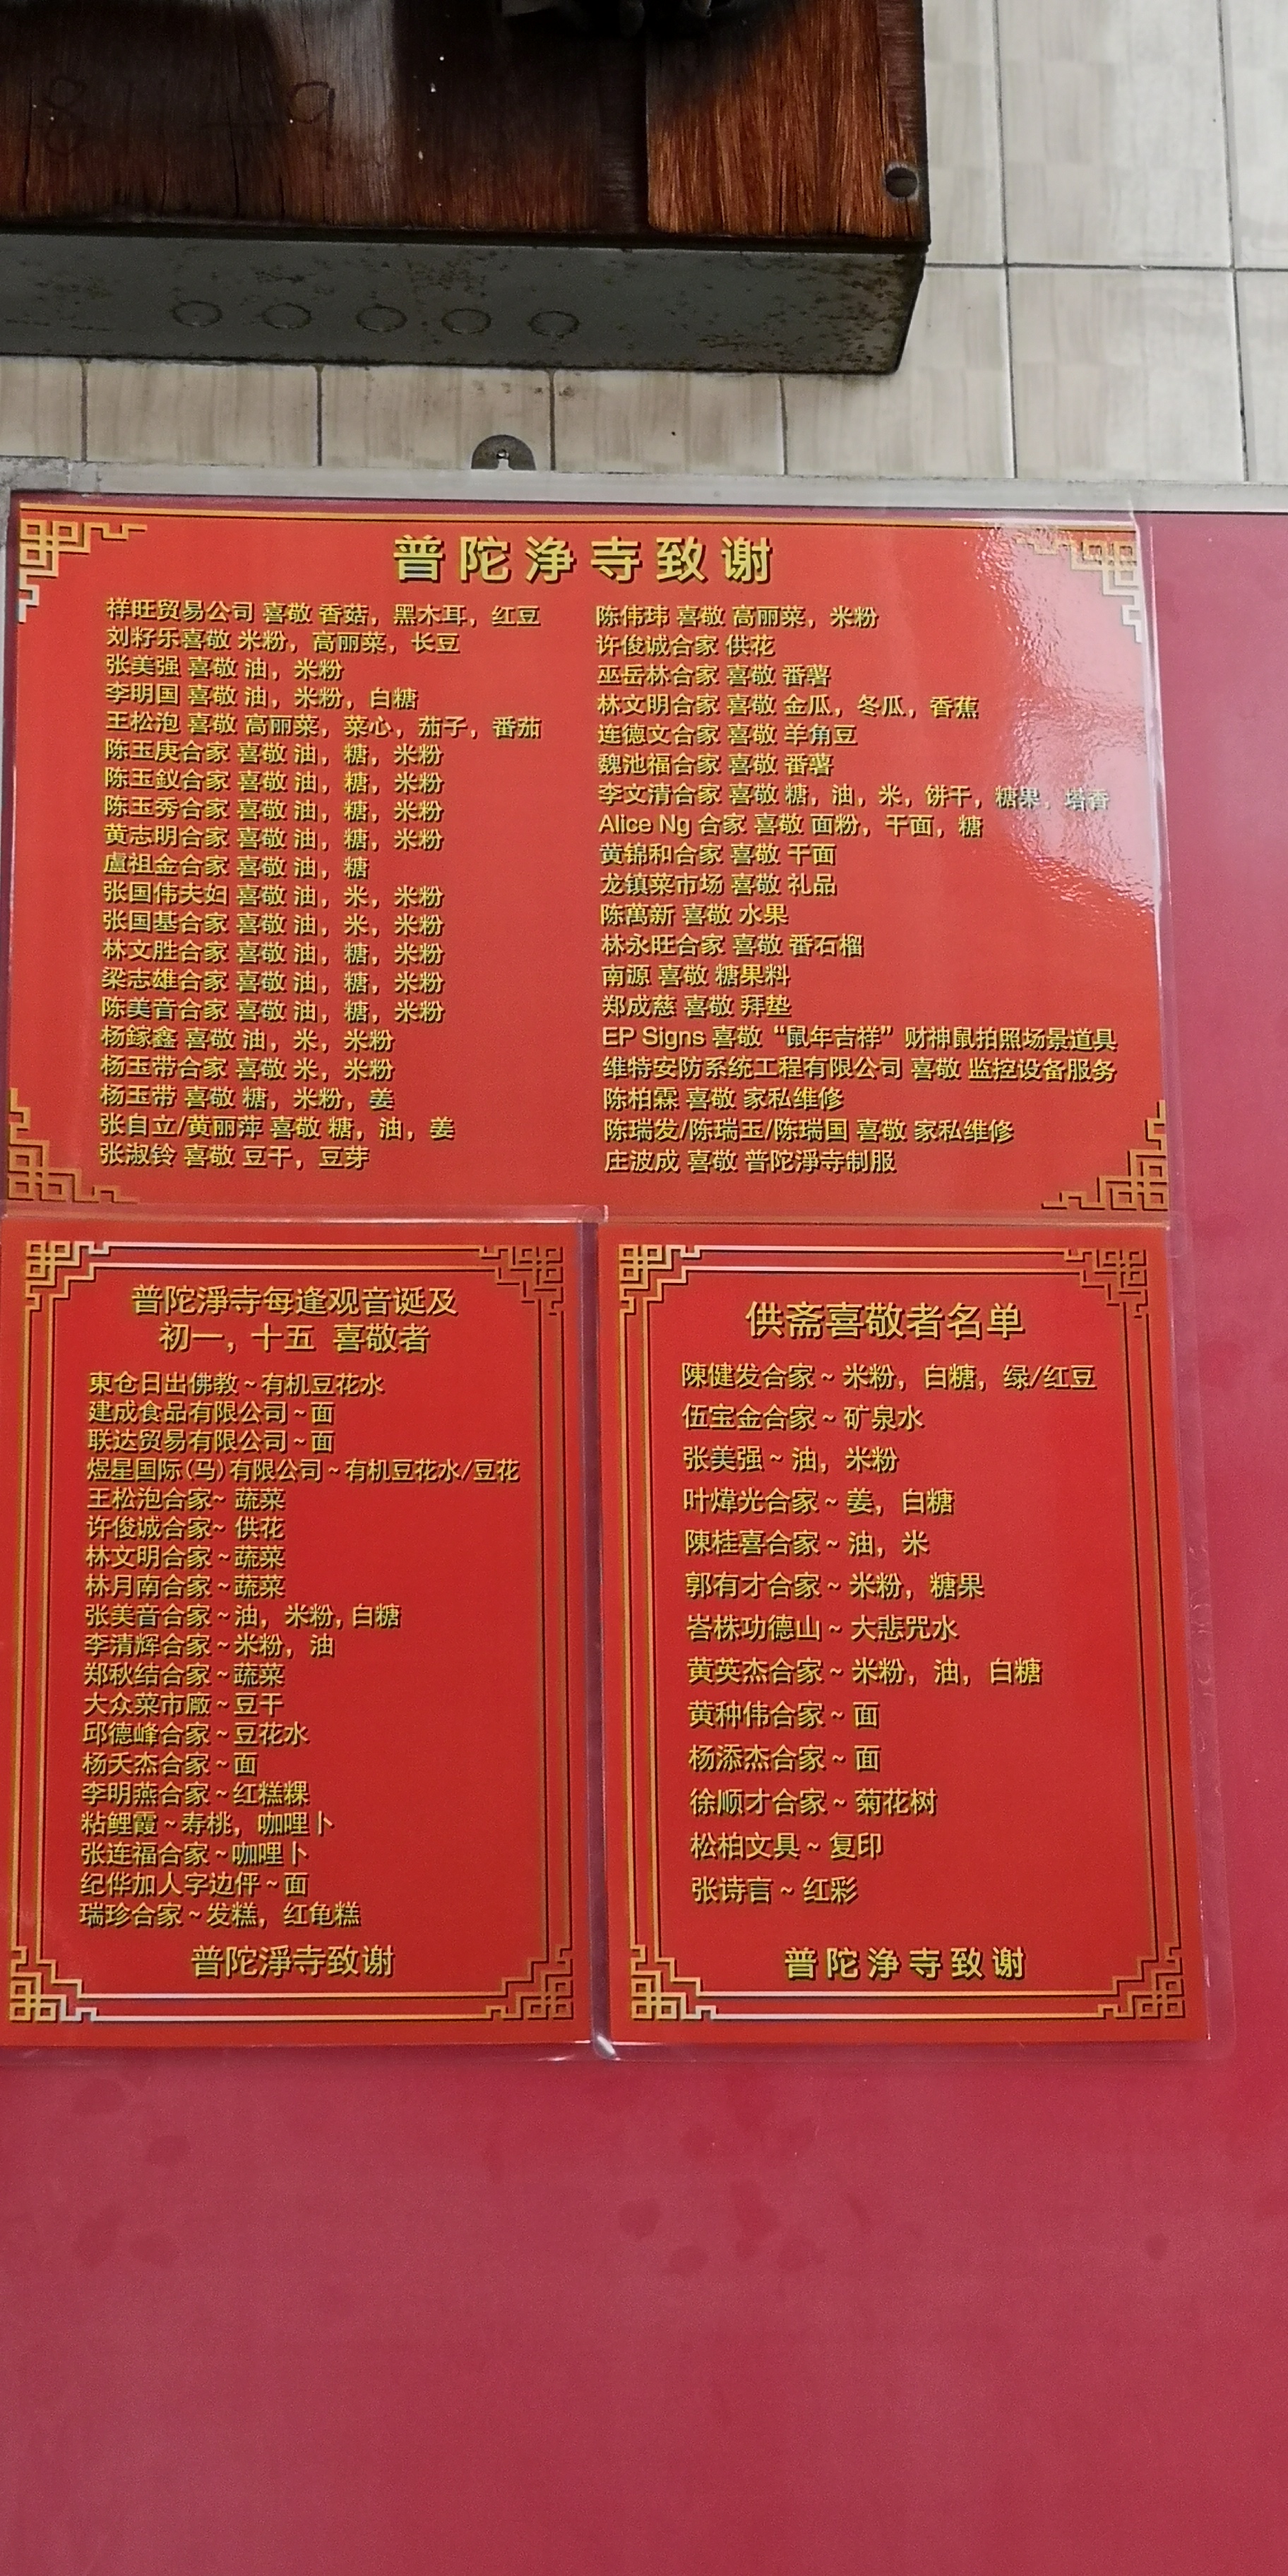 普陀净寺致谢
祥旺贸易公司 喜敬 香菇，黑木耳，红豆
刘籽乐喜敬 米粉，高丽菜，长豆
张美强 喜敬 油，米粉
李明国 喜敬 油，米粉，白糖
王松泡 喜敬 高丽菜，菜心，茄子，番茄
陈玉庚合家 喜敬 油，糖，米粉
陈玉釵合家 喜敬 油，糖，米粉
陈玉秀合家 喜敬 油，糖，米粉
黄志明合家 喜敬 油，糖，米粉
盧祖金合家 喜敬 油，糖
张国伟夫妇 喜敬 油，米，米粉
张国基合家 喜敬 油，米，米粉
林文胜合家 喜敬 油，糖，米粉
梁志雄合家 喜敬 油，糖，米粉
陈美音合家 喜敬 油，糖，米粉
杨鎵鑫 喜敬 油，米，米粉
杨玉带合家 喜敬 米，米粉
杨玉带 喜敬 糖，米粉，姜
张自立/黄丽萍 喜敬 糖，油，姜
张淑铃 喜敬 豆干，豆芽
陈伟玮 喜敬 高丽菜，米粉
许俊诚合家 供花
巫岳林合家 喜敬 番薯
林文明合家 喜敬 金瓜，冬瓜，香蕉
连德文合家 喜敬 羊角豆
魏池福合家 喜敬 番薯
李文清合家 喜敬 糖，油，米，饼干，糖果，塔香
Alice Ng 合家 喜敬 面粉，干面，糖
黄锦和合家 喜敬 干面
龙镇菜市场 喜敬 礼品
陈萬新 喜敬 水果
林永旺合家 喜敬 番石榴
南源 喜敬 糖果料
郑成慈 喜敬 拜垫
EP Signs 喜敬 “鼠年吉祥” 财神鼠拍照场景道具
维特安防系统工程有限公司 喜敬 监控设备服务
陈柏霖 喜敬 家私维修
陈瑞发/陈瑞玉/陈瑞国 喜敬 家私维修
庄波成 喜敬 普陀淨寺制服
普陀淨寺每逢观音诞及
初一，十五 喜敬者
東仓日出佛教~有机豆花水
建成食品有限公司~面
联达贸易有限公司~面
煜星国际(马)有限公司~有机豆花水/豆花
王松泡合家~ 蔬菜
许俊诚合家~ 供花
林文明合家~蔬菜
林月南合家~蔬菜
张美音合家~油，米粉,白糖
李清辉合家~米粉，油
郑秋结合家~蔬菜
大众菜市廠~豆干
邱德峰合家~豆花水
杨夭杰合家~面
李明燕合家~红糕粿
粘鲤霞~寿桃，咖哩卜
张连福合家~咖哩卜
纪伴加人字边伻~面
瑞珍合家~发糕，红龟糕
普陀淨寺致谢
供斋喜敬者名单
陳健发合家~ 米粉，白糖，绿/红豆
伍宝金合家~ 矿泉水
张美强~ 油，米粉
叶煒光合家~ 姜，白糖
陳桂喜合家~ 油，米
郭有才合家~ 米粉，糖果
峇株功德山~ 大悲咒水
黄英杰合家~ 米粉，油，白糖
黄种伟合家~ 面
杨添杰合家~ 面
徐顺才合家~ 菊花树
松柏文具~ 复印
张诗言~ 红彩
普陀净寺致谢